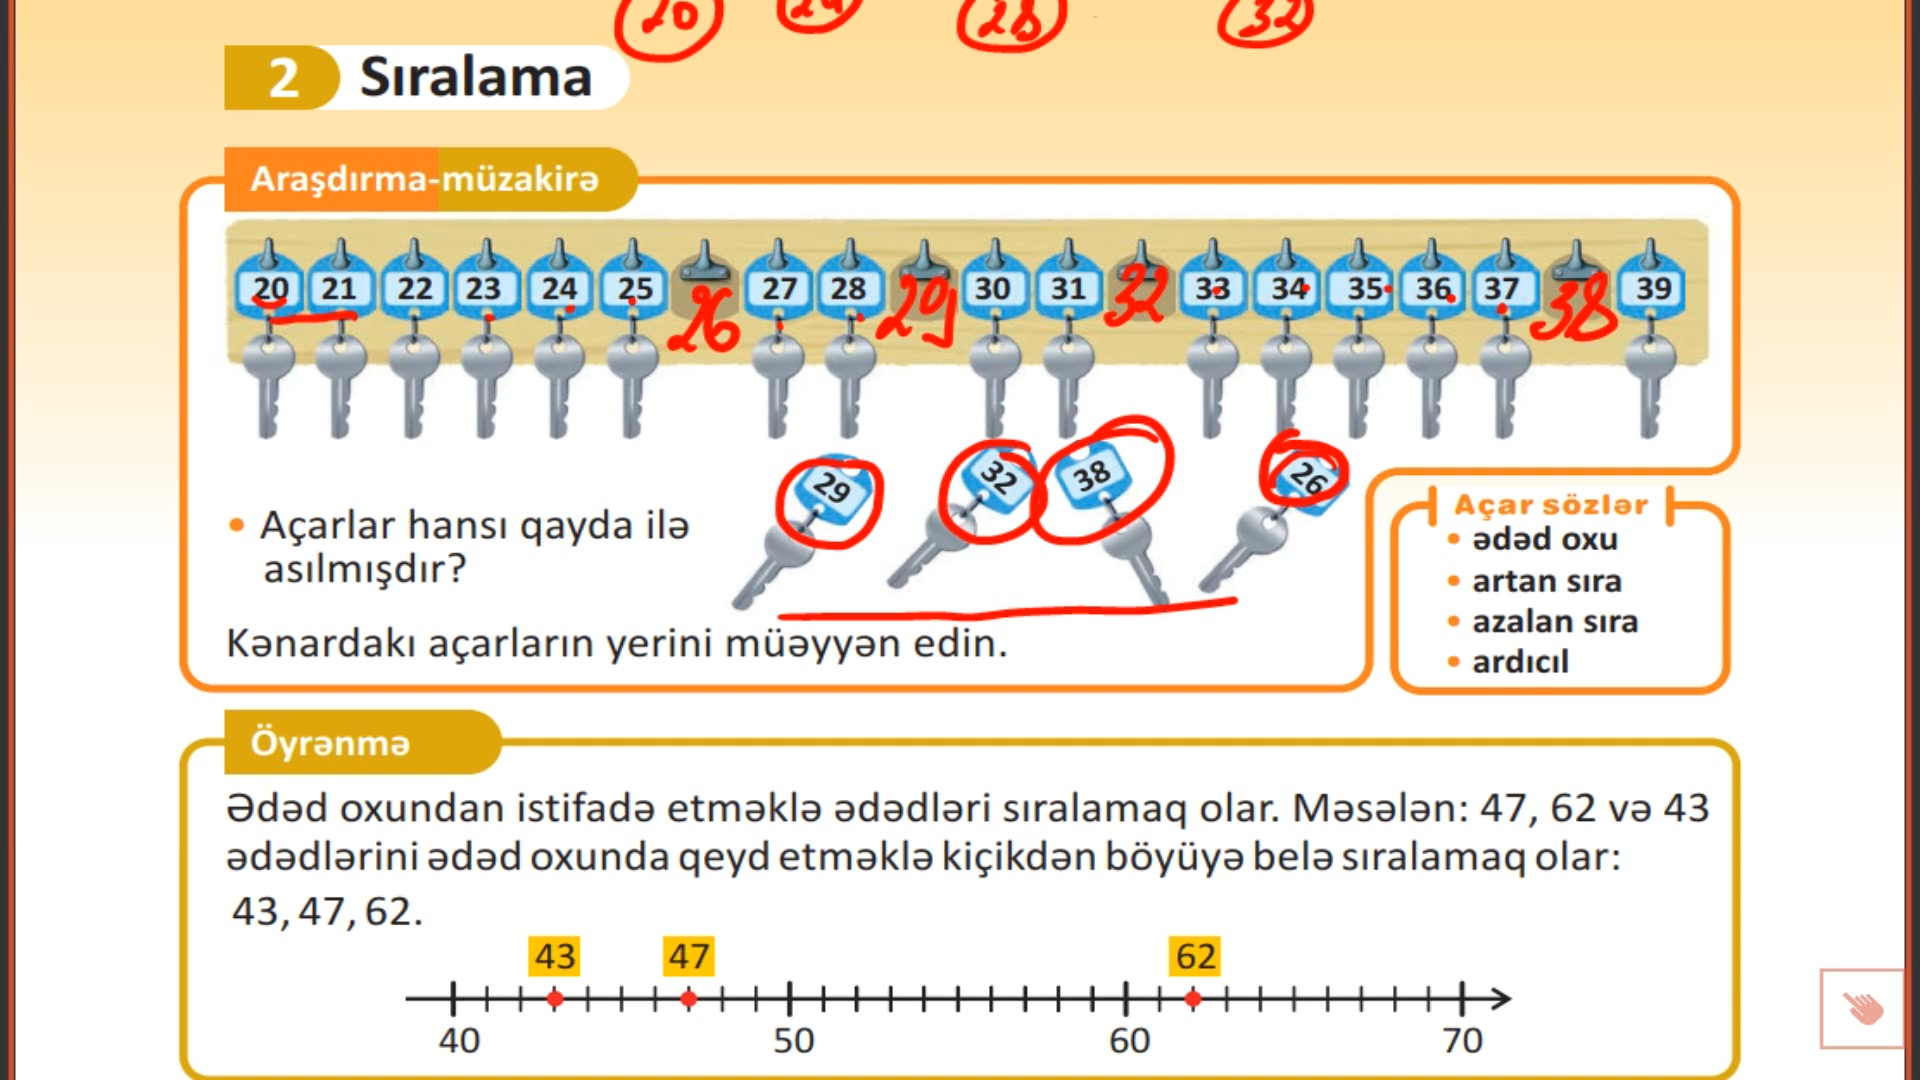 20 28 32
2 Sıralama
Araşdırma-müzakirə
20 21 22 23 24 25 27 28 30 31 33 34 35 36 37 39
26 29 32 38
29 32 38 26
• Açarlar hansı qayda ilə
asılmışdır?
Kənardakı açarların yerini müəyyən edin.
Açar sözlər
• ədəd oxu
• artan sıra
• azalan sıra
• ardıcıl
Öyrənmə
Ədəd oxundan istifadə etməklə ədədləri sıralamaq olar. Məsələn: 47, 62 və 43
ədədlərini ədəd oxunda qeyd etməklə kiçikdən böyüyə belə sıralamaq olar:
43, 47, 62.
43 47 62
40 50 60 70